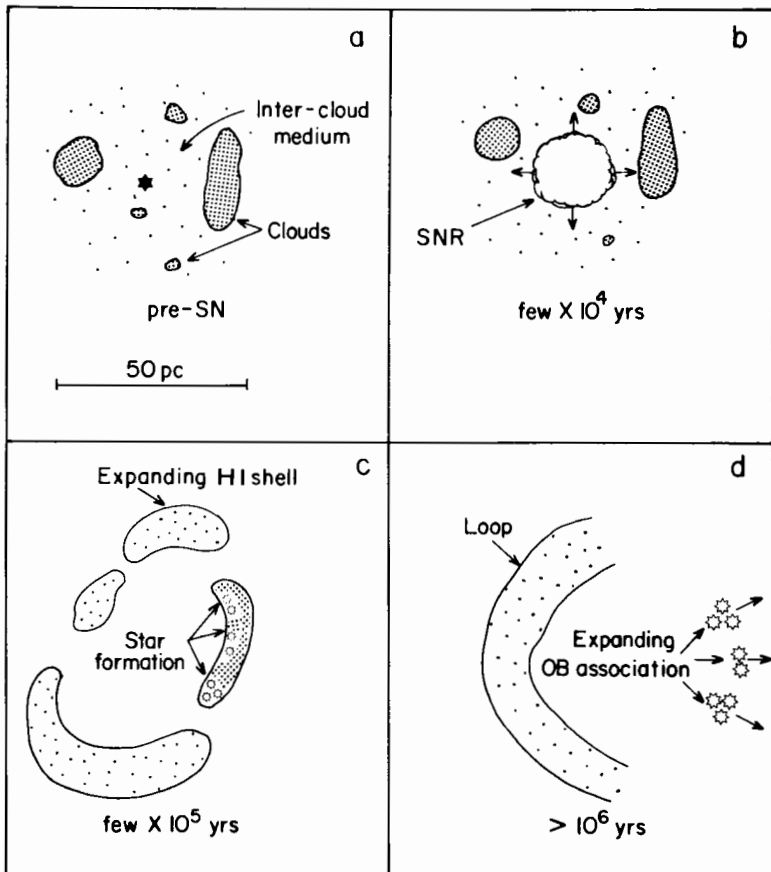 a
Inter-cloud
medium
Clouds
pre-SN
50 pc
b
SNR
few X 10⁴ yrs
c
Expanding HI shell
Star
formation
few X 10⁵ yrs
d
Loop
Expanding
OB association
> 10⁶ yrs